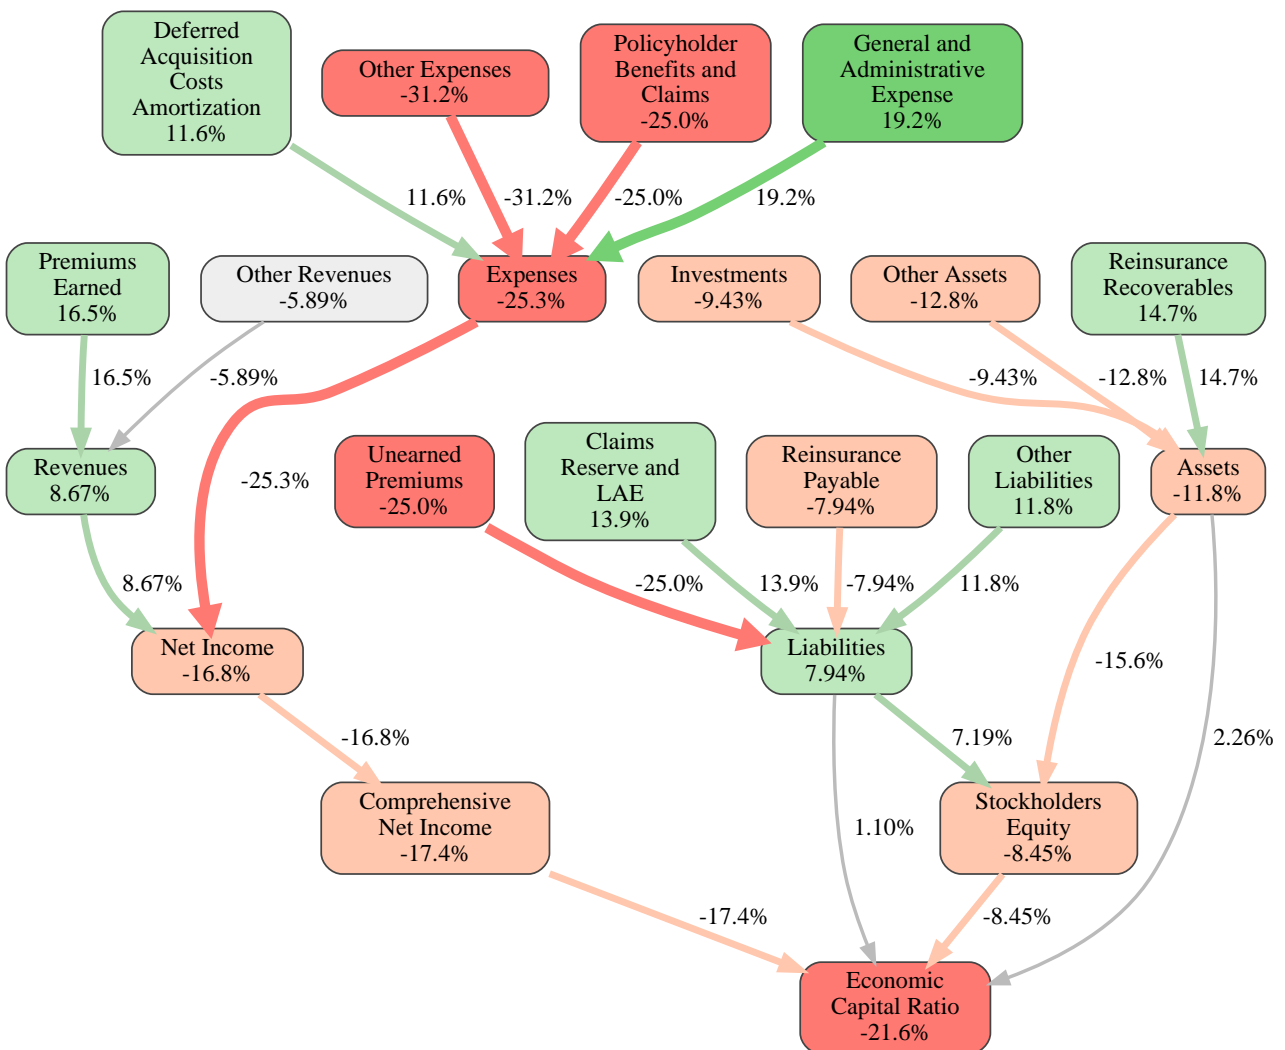 Deferred
Acquisition
Costs
Amortization
11.6%
Other Expenses
-31.2%
Policyholder
Benefits and
Claims
-25.0%
General and
Administrative
Expense
19.2%
11.6%
-31.2%
-25.0%
19.2%
Premiums
Earned
16.5%
Other Revenues
-5.89%
Expenses
-25.3%
Investments
-9.43%
Other Assets
-12.8%
Reinsurance
Recoverables
14.7%
16.5%
-5.89%
-9.43%
-12.8%
14.7%
Revenues
8.67%
-25.3%
Unearned
Premiums
-25.0%
Claims
Reserve and
LAE
13.9%
Reinsurance
Payable
-7.94%
Other
Liabilities
11.8%
Assets
-11.8%
8.67%
-25.0%
13.9%
-7.94%
11.8%
Net Income
-16.8%
Liabilities
7.94%
-15.6%
-16.8%
7.19%
2.26%
Comprehensive
Net Income
-17.4%
1.10%
Stockholders
Equity
-8.45%
-17.4%
-8.45%
Economic
Capital Ratio
-21.6%